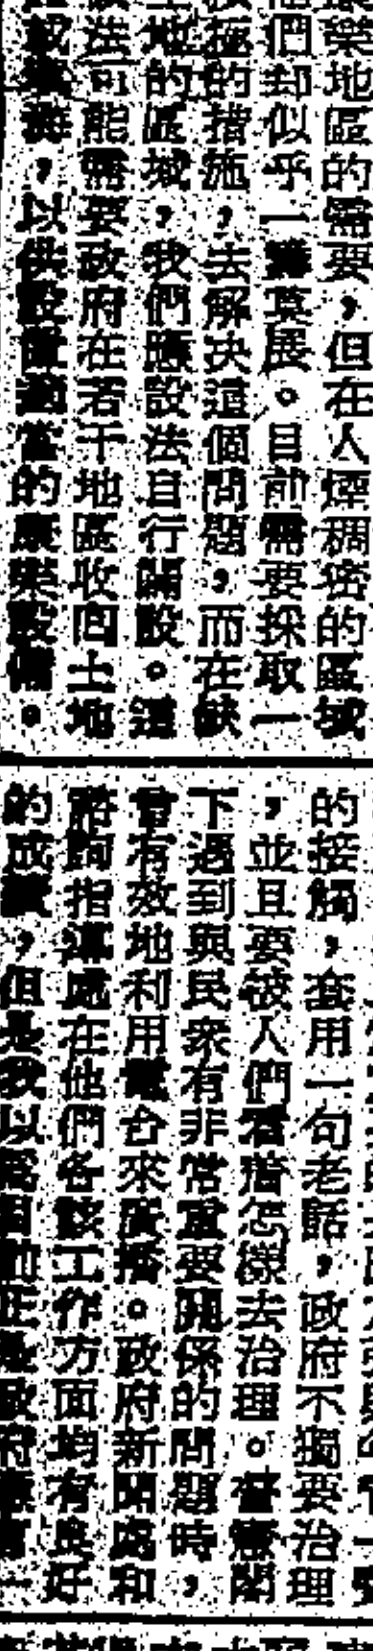 樂地區的需要，但在人煙稠密的區域
們却似乎一籌莫展。目前需要採取一
極的措施，去解决這個問題，而在缺
地的區域，我們應設法自行開設。這
法可能需要政府在若干地區收囘土地
，以供設置適當的康樂設備。
的接觸，套用一句老話，政府不獨要治理
，並且要被人們看着怎樣去治理。當
下遇到與民衆有非常重要關係的問題時，
會有效地利用電台來廣播。政府新聞處和
路詢指導處在他們各該工作方面均有良好
的成績，但是我以爲目前正是政府應